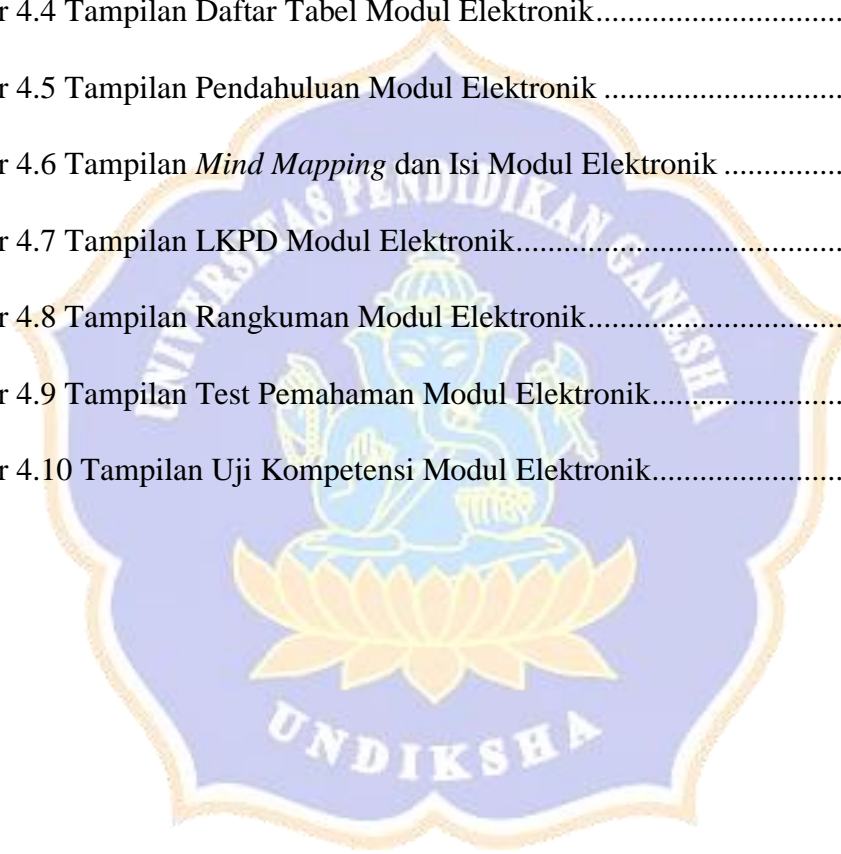 r 4.4 Tampilan Daftar Tabel Modul Elektronik...............................
r 4.5 Tampilan Pendahuluan Modul Elektronik ..............................
r 4.6 Tampilan Mind Mapping dan Isi Modul Elektronik ...............
r 4.7 Tampilan LKPD Modul Elektronik.........................................
r 4.8 Tampilan Rangkuman Modul Elektronik................................
r 4.9 Tampilan Test Pemahaman Modul Elektronik........................
r 4.10 Tampilan Uji Kompetensi Modul Elektronik........................
UNIVERSITAS PENDIDIKAN GANESHA
UNDIKSHA